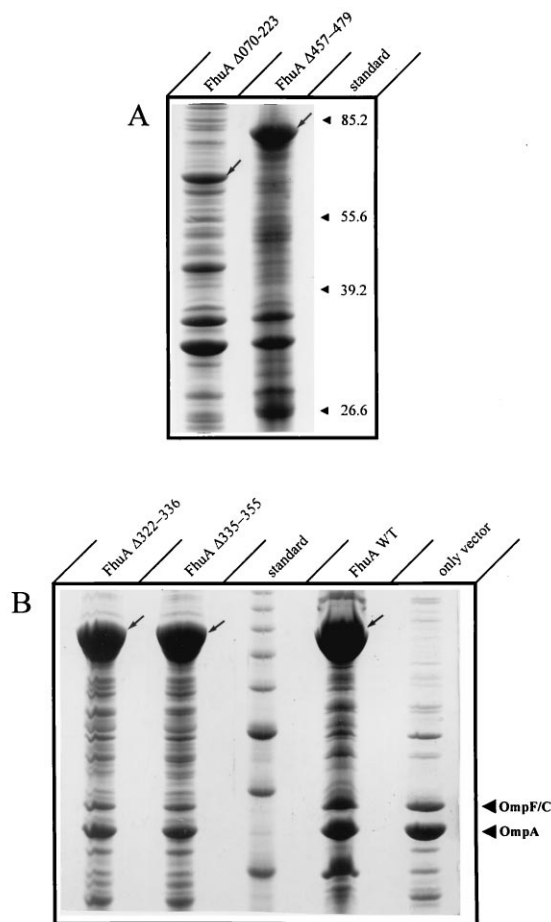 FhuA Δ070-223
FhuA Δ457–479
standard
A
85.2
55.6
39.2
26.6
FhuA Δ322–336
FhuA Δ335–355
standard
FhuA WT
only vector
B
OmpF/C
OmpA